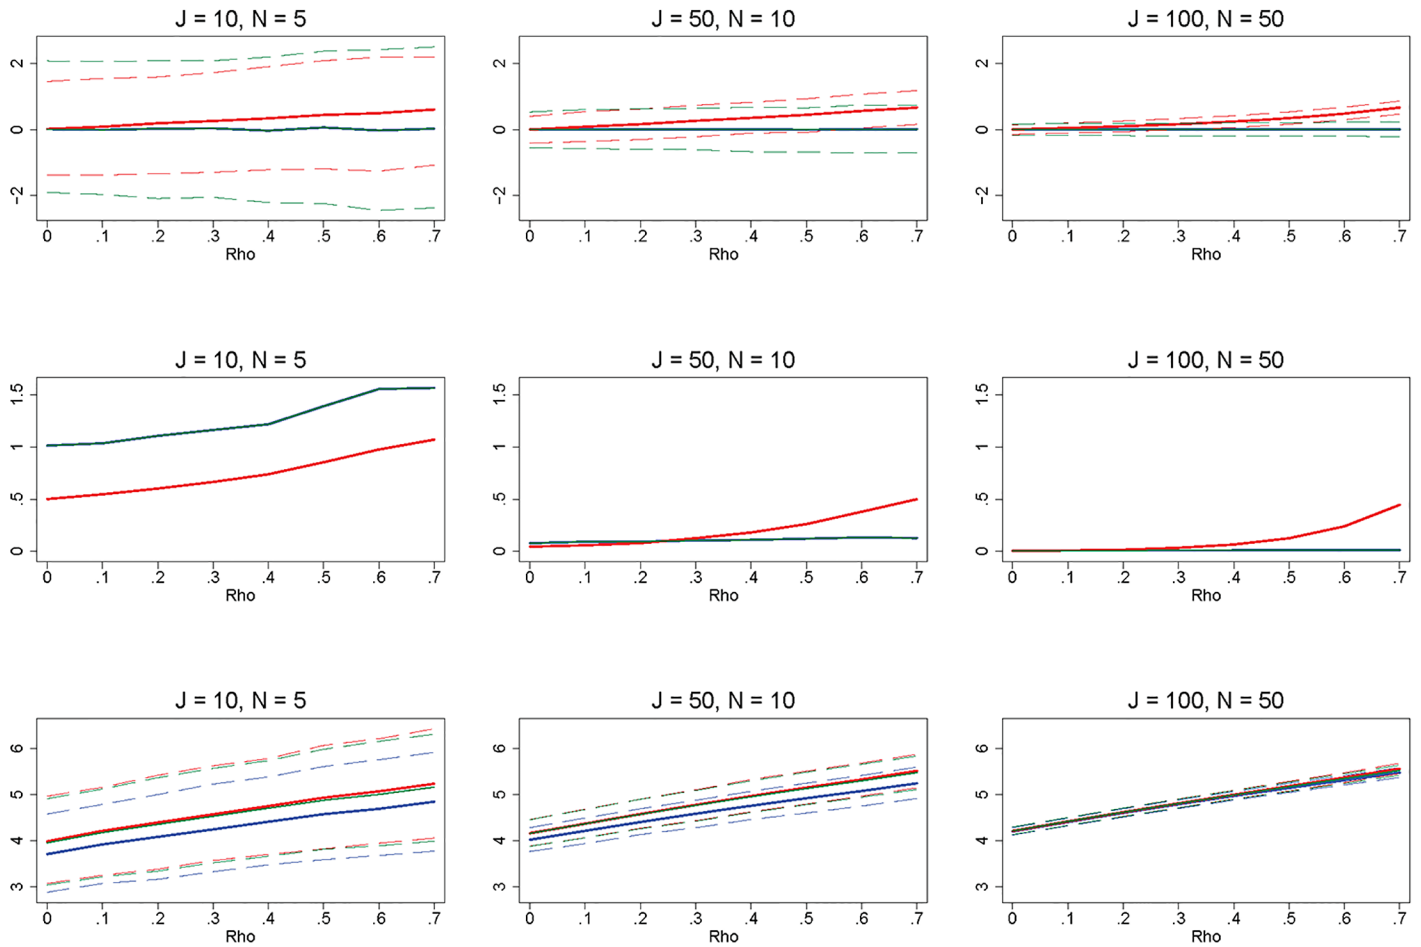 J = 10, N = 5
J = 50, N = 10
J = 100, N = 50
2
0
−2
0 .1 .2 .3 .4 .5 .6 .7
Rho
2
0
−2
0 .1 .2 .3 .4 .5 .6 .7
Rho
2
0
−2
0 .1 .2 .3 .4 .5 .6 .7
Rho
J = 10, N = 5
J = 50, N = 10
J = 100, N = 50
1.5
1
.5
0
0 .1 .2 .3 .4 .5 .6 .7
Rho
1.5
1
.5
0
0 .1 .2 .3 .4 .5 .6 .7
Rho
1.5
1
.5
0
0 .1 .2 .3 .4 .5 .6 .7
Rho
J = 10, N = 5
J = 50, N = 10
J = 100, N = 50
6
5
4
3
0 .1 .2 .3 .4 .5 .6 .7
Rho
6
5
4
3
0 .1 .2 .3 .4 .5 .6 .7
Rho
6
5
4
3
0 .1 .2 .3 .4 .5 .6 .7
Rho